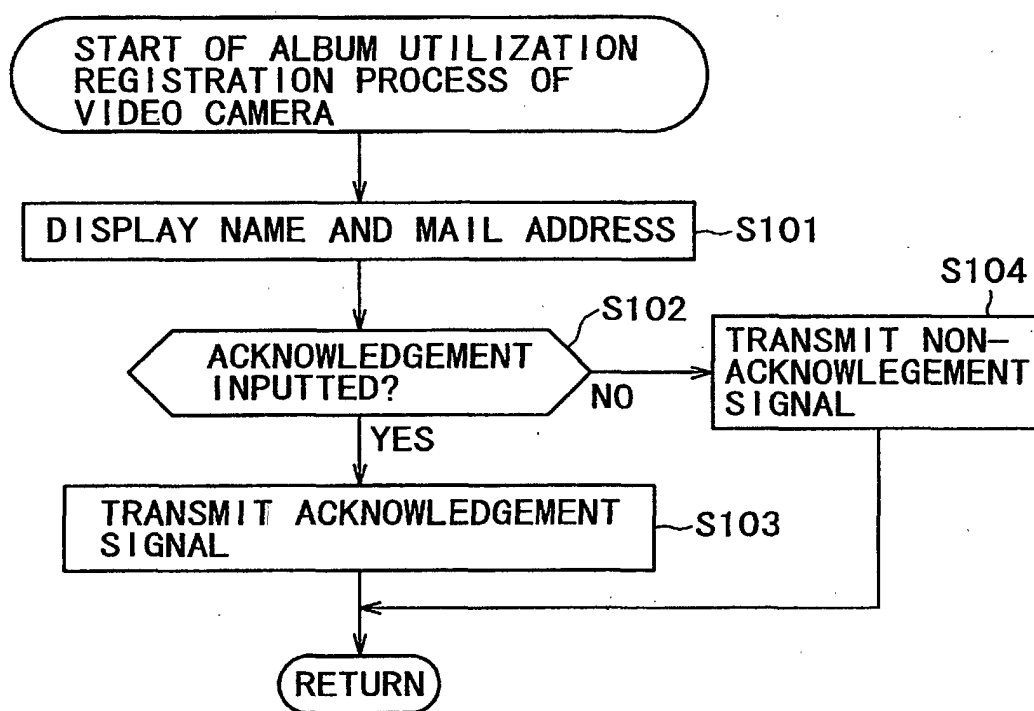 START OF ALBUM UTILIZATION
REGISTRATION PROCESS OF
VIDEO CAMERA
DISPLAY NAME AND MAIL ADDRESS
S101
ACKNOWLEDGEMENT
INPUTTED?
S102
NO
YES
S104
TRANSMIT NON-
ACKNOWLEGEMENT
SIGNAL
TRANSMIT ACKNOWLEDGEMENT
SIGNAL
S103
RETURN